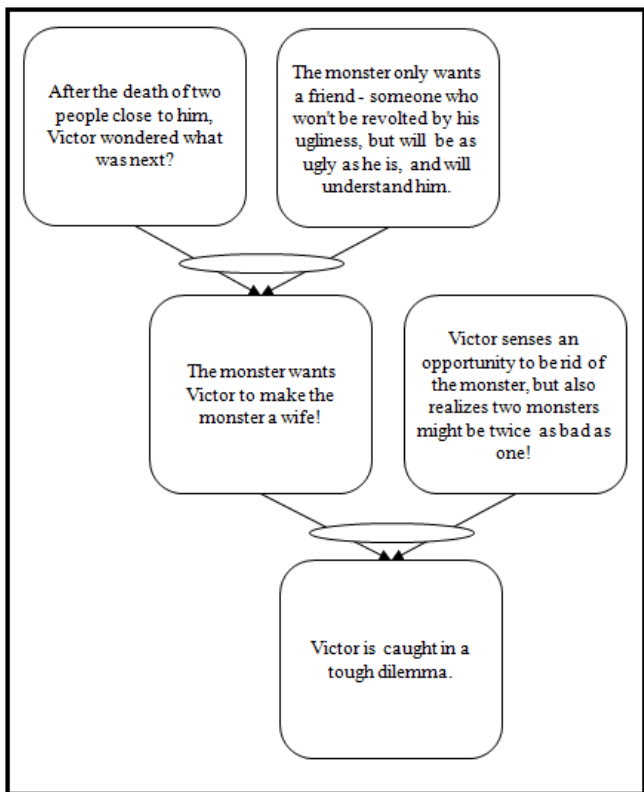 After the death of two
people close to him,
Victor wondered what
was next?
The monster only wants
a friend - someone who
won't be revolted by his
ugliness, but will be as
ugly as he is, and will
understand him.
The monster wants
Victor to make the
monster a wife!
Victor senses an
opportunity to be rid of
the monster, but also
realizes two monsters
might be twice as bad as
one!
Victor is caught in a
tough dilemma.